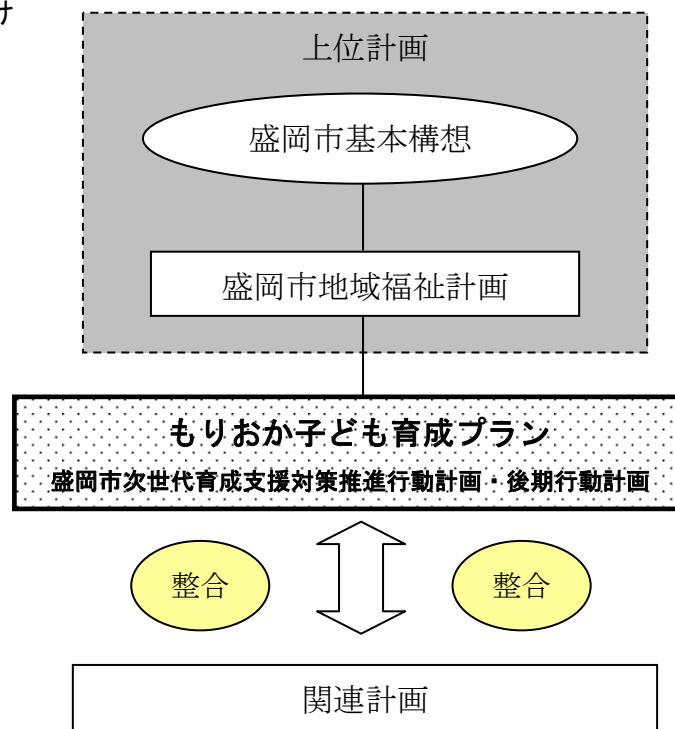 け
上位計画
盛岡市基本構想
盛岡市地域福祉計画
もりおか子ども育成プラン
盛岡市次世代育成支援対策推進行動計画・後期行動計画
整合
整合
関連計画